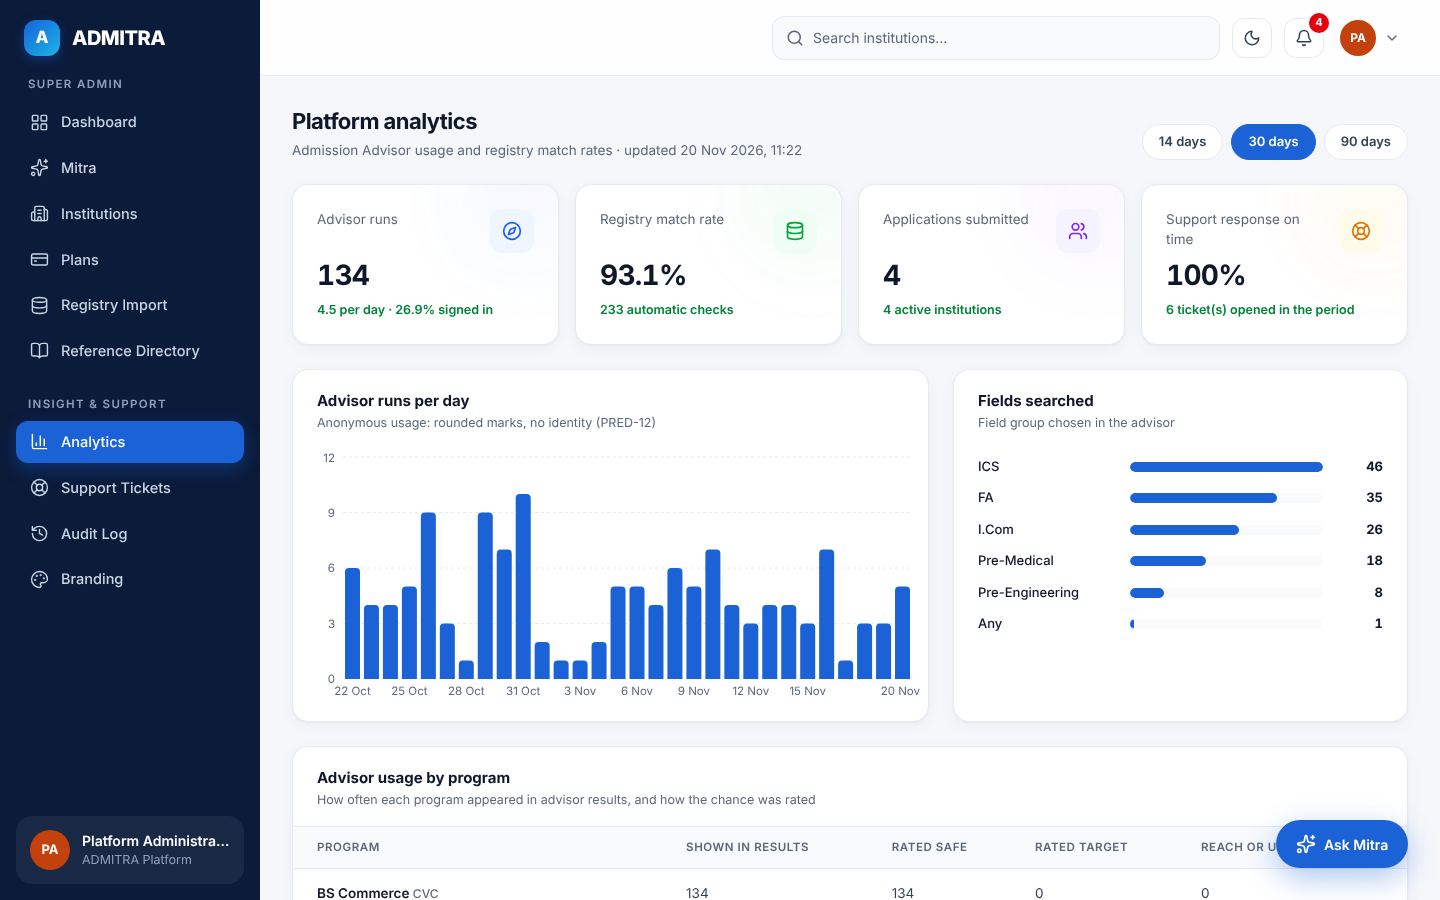 A ADMITRA
SUPER ADMIN
Dashboard
Mitra
Institutions
Plans
Registry Import
Reference Directory
INSIGHT & SUPPORT
Analytics
Support Tickets
Audit Log
Branding
PA Platform Administra...
ADMITRA Platform
Search institutions...
4
PA
Platform analytics
Admission Advisor usage and registry match rates · updated 20 Nov 2026, 11:22
14 days 30 days 90 days
Advisor runs
134
4.5 per day · 26.9% signed in
Registry match rate
93.1%
233 automatic checks
Applications submitted
4
4 active institutions
Support response on
time
100%
6 ticket(s) opened in the period
Advisor runs per day
Anonymous usage: rounded marks, no identity (PRED-12)
12
9
6
3
0
22 Oct 25 Oct 28 Oct 31 Oct 3 Nov 6 Nov 9 Nov 12 Nov 15 Nov 20 Nov
Fields searched
Field group chosen in the advisor
ICS 46
FA 35
I.Com 26
Pre-Medical 18
Pre-Engineering 8
Any 1
Advisor usage by program
How often each program appeared in advisor results, and how the chance was rated
PROGRAM SHOWN IN RESULTS RATED SAFE RATED TARGET REACH OR
BS Commerce CVC 134 134 0 0
Ask Mitra